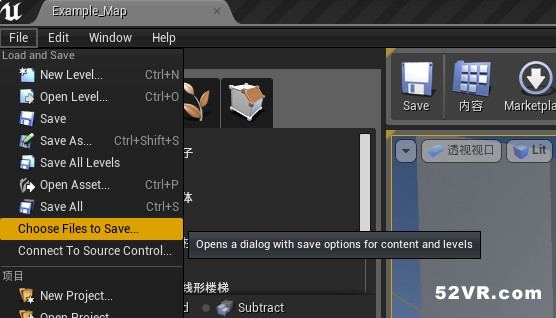 Example_Map
File Edit Window Help
Load and Save
New Level... Ctrl+N
Open Level... Ctrl+O
Save
Save As... Ctrl+Shift+S
Save All Levels
Open Asset... Ctrl+P
Save All Ctrl+S
Choose Files to Save...
Connect To Source Control...
项目
New Project...
Open Project...
Save
内容
Marketpla
透视视口
Lit
子
体
Opens a dialog with save options for content and levels
线形楼梯
d
Subtract
52VR.com